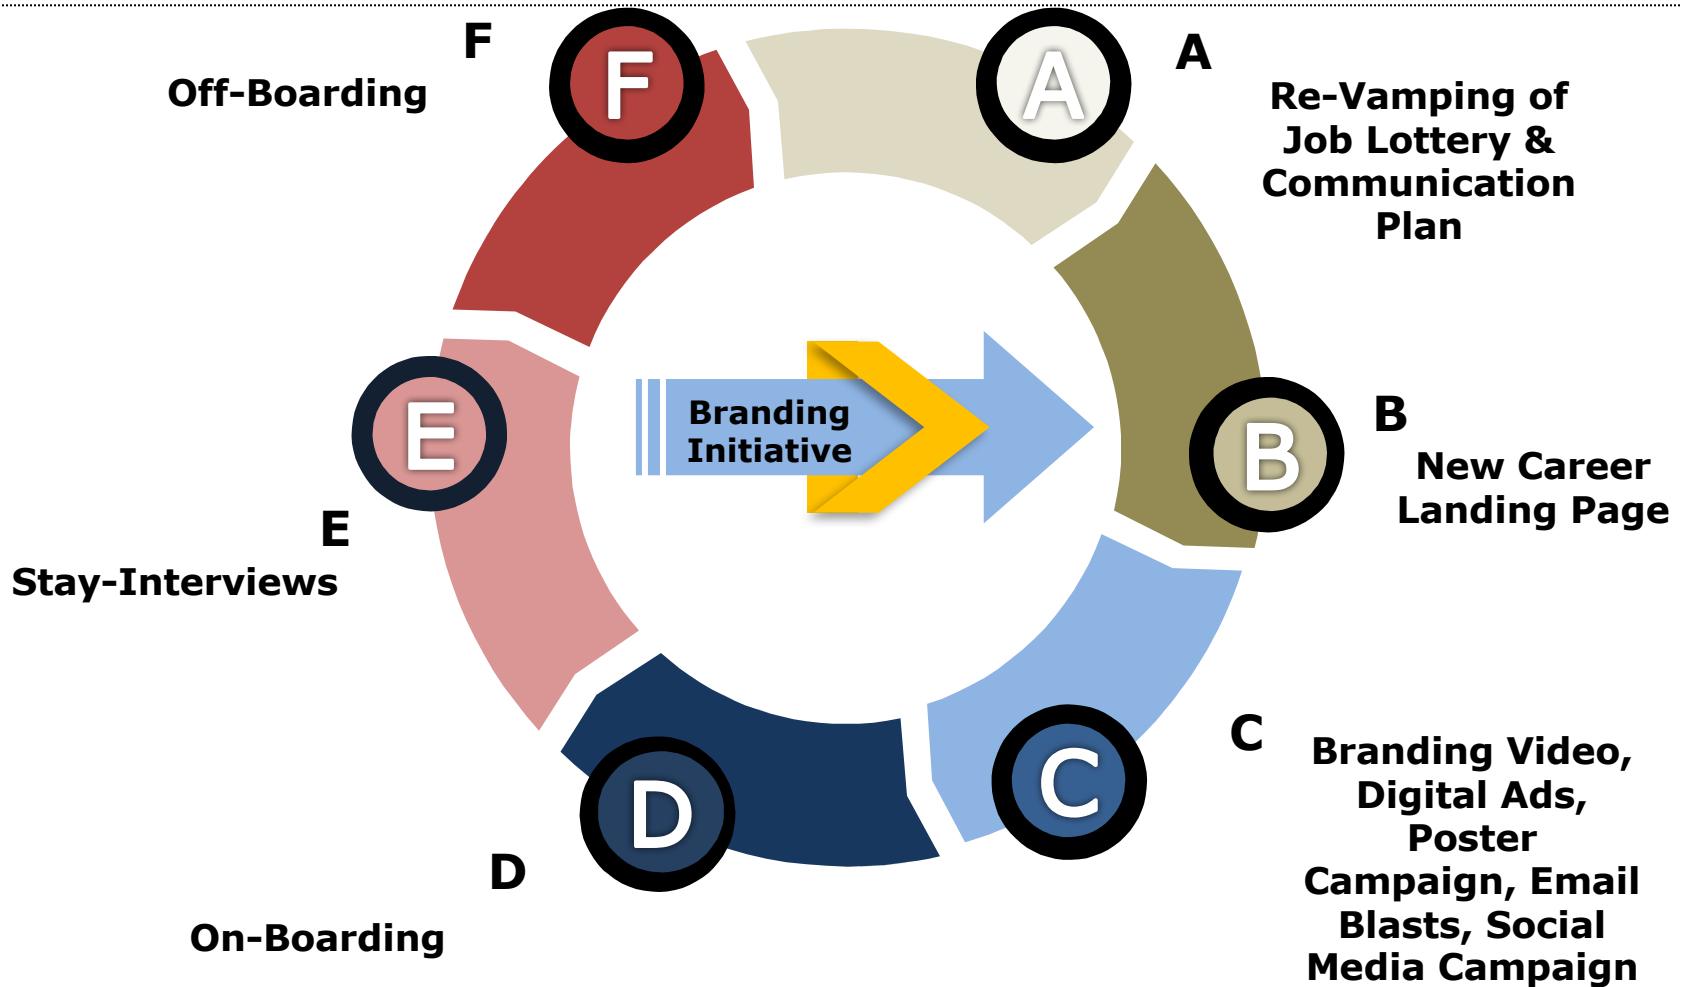 F
Off-Boarding
F
A
A
Re-Vamping of
Job Lottery &
Communication
Plan
Branding
Initiative
B
B
New Career
Landing Page
E
E
Stay-Interviews
C
C
Branding Video,
Digital Ads,
Poster
Campaign, Email
Blasts, Social
Media Campaign
D
D
On-Boarding